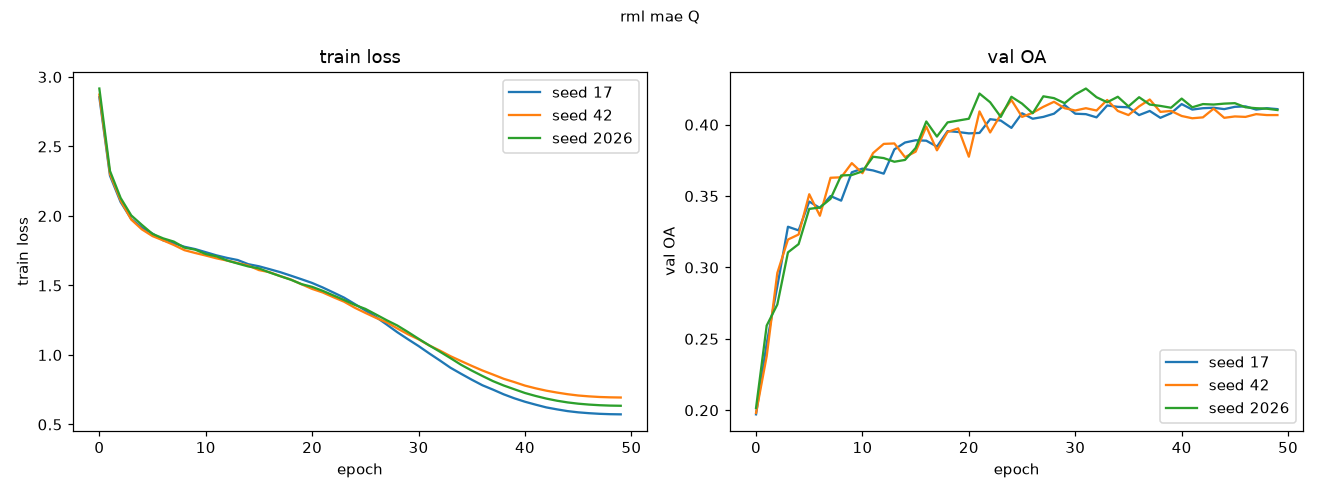 rml mae Q
train loss
train loss
3.0
2.5
2.0
1.5
1.0
0.5
0 10 20 30 40 50
epoch
seed 17
seed 42
seed 2026
val OA
val OA
0.40
0.35
0.30
0.25
0.20
0 10 20 30 40 50
epoch
seed 17
seed 42
seed 2026